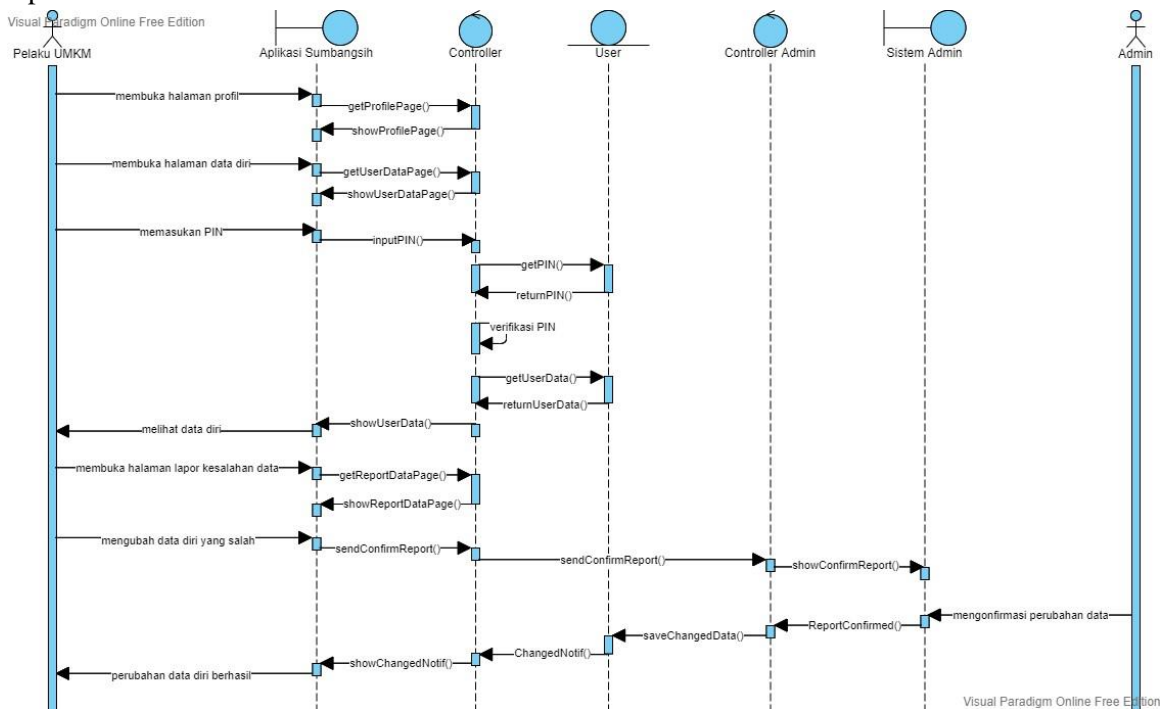 Visual Paradigm Online Free Edition
Pelaku UMKM
Aplikasi Sumbangsih
Controller
User
Controller Admin
Sistem Admin
Admin
membuka halaman profil
getProfilePage()
showProfilePage()
membuka halaman data diri
getUserDataPage()
showUserDataPage()
memasukan PIN
inputPIN()
getPIN()
returnPIN()
verifikasi PIN
getUserData()
returnUserData()
showUserData()
melihat data diri
membuka halaman lapor kesalahan data
getReportDataPage()
showReportDataPage()
mengubah data diri yang salah
sendConfirmReport()
sendConfirmReport()
showConfirmReport()
mengonfirmasi perubahan data
ReportConfirmed()
saveChangedData()
ChangedNotif()
showChangedNotif()
perubahan data diri berhasil
Visual Paradigm Online Free Edition